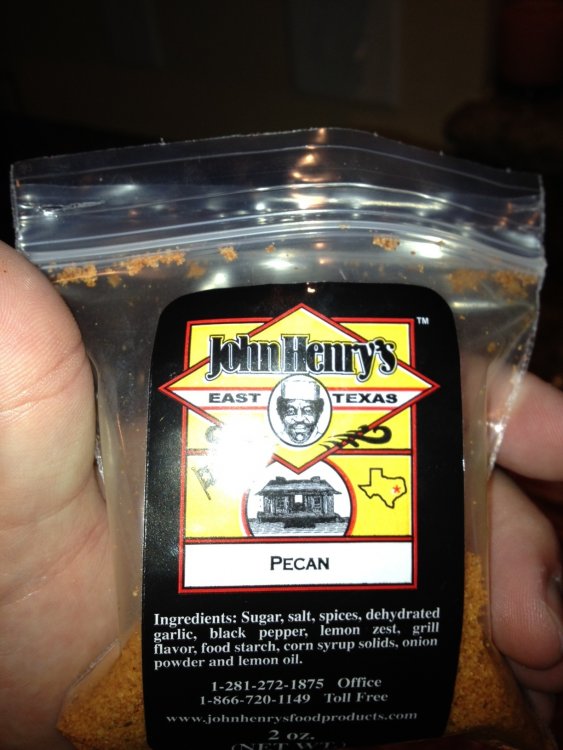 John Henry's
TM
EAST TEXAS
PECAN
Ingredients: Sugar, salt, spices, dehydrated
garlic, black pepper, lemon zest, grill
flavor, food starch, corn syrup solids, onion
powder and lemon oil.
1-281-272-1875 Office
1-866-720-1149 Toll Free
www.johnhenrysfoodproducts.com
2 oz.
(NET WT.)